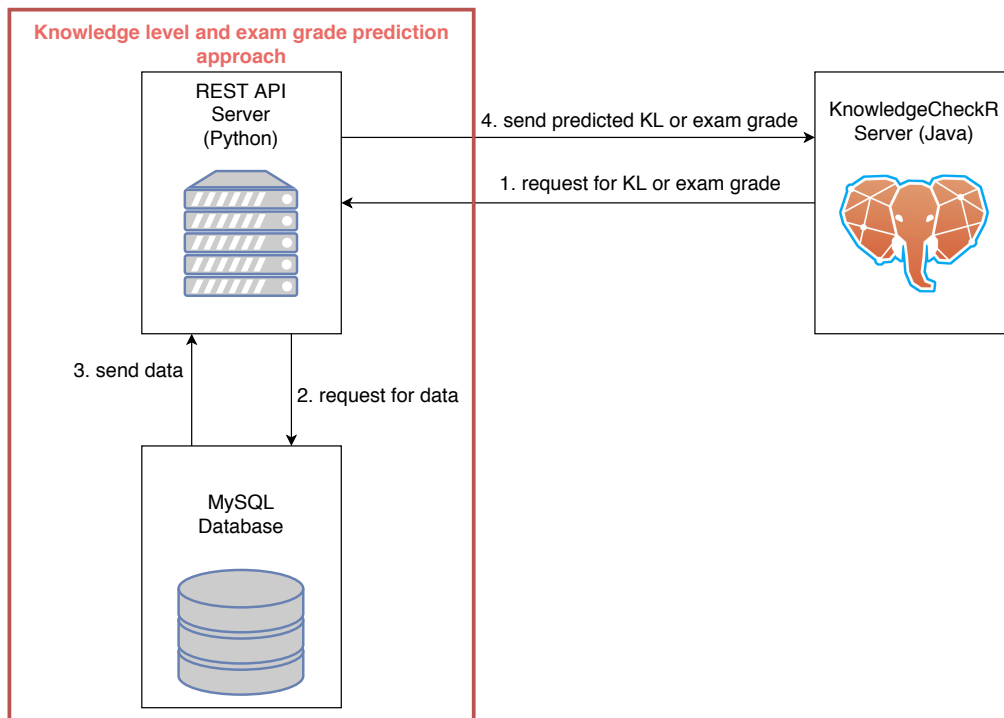 Knowledge level and exam grade prediction
approach
REST API
Server
(Python)
4. send predicted KL or exam grade
KnowledgeCheckR
Server (Java)
1. request for KL or exam grade
3. send data
2. request for data
MySQL
Database